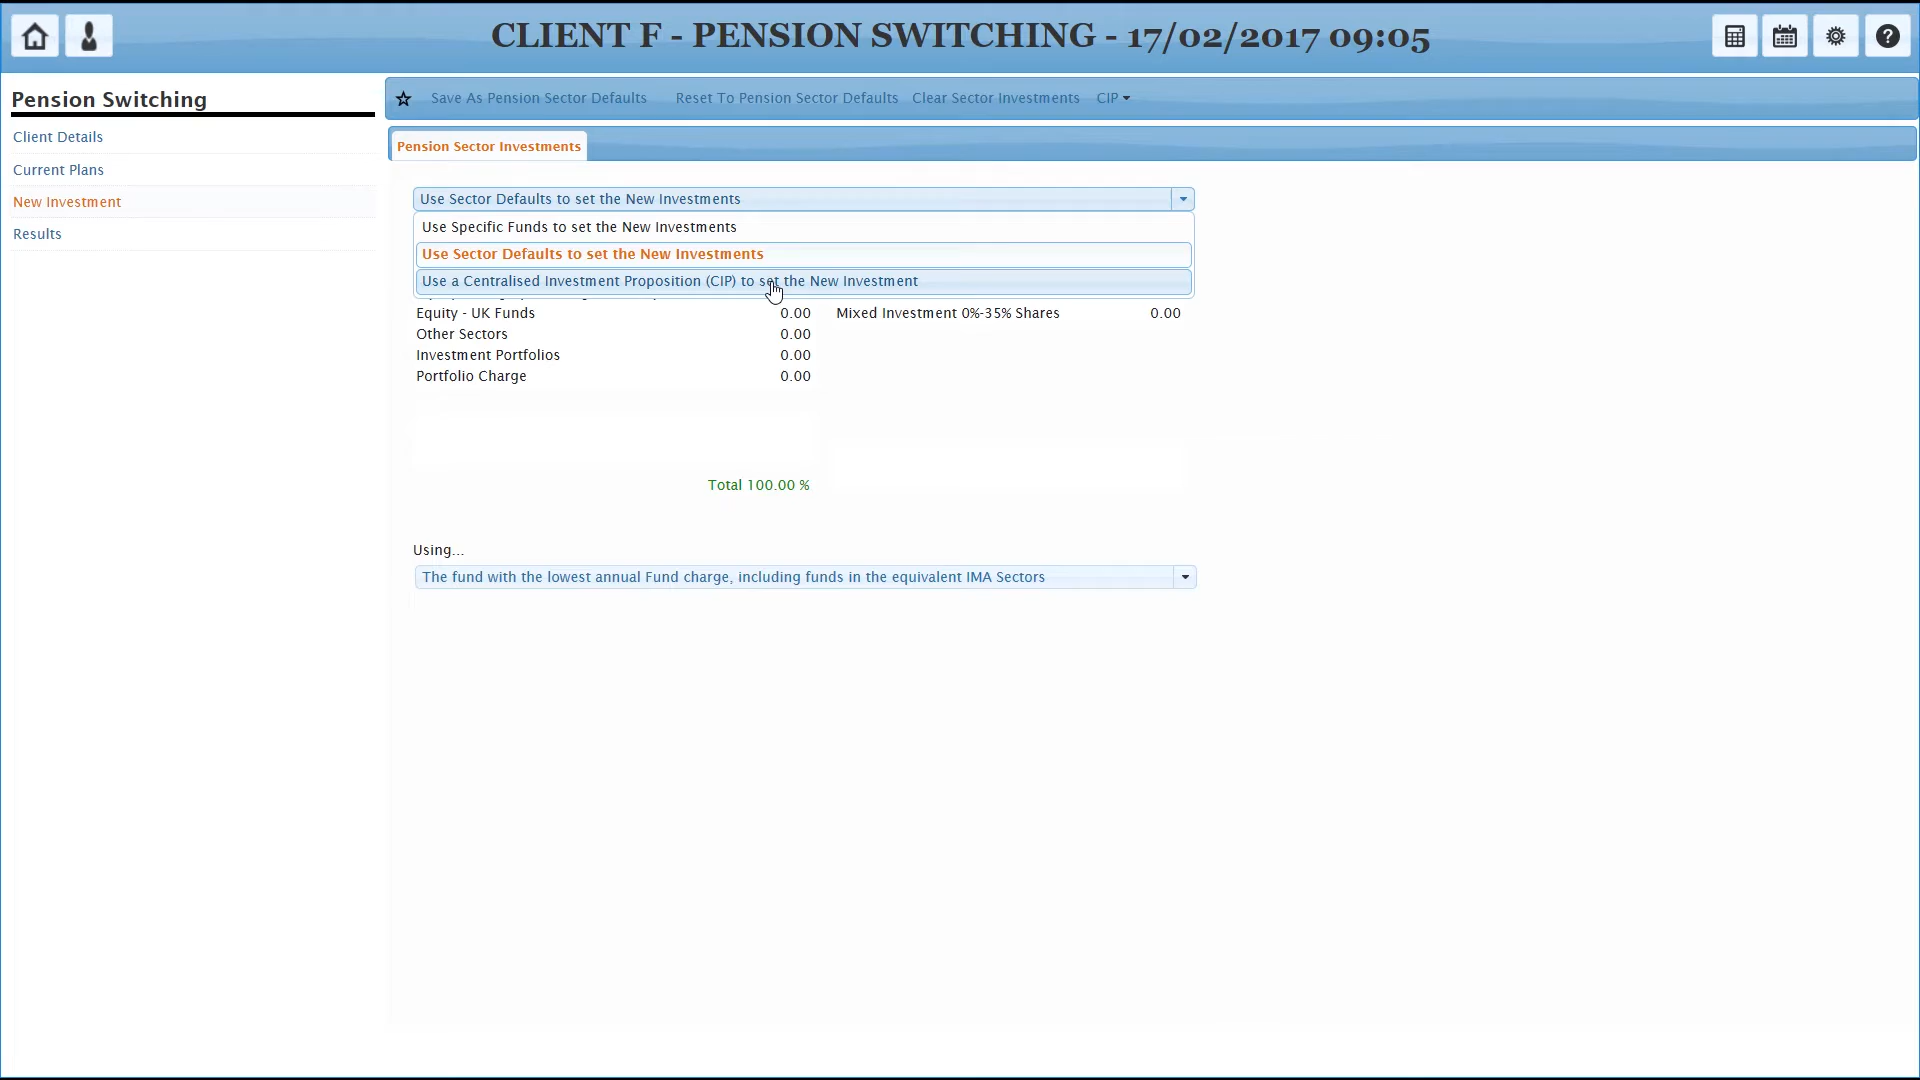 CLIENT F - PENSION SWITCHING - 17/02/2017 09:05
Pension Switching
Client Details
Current Plans
New Investment
Results
Save As Pension Sector Defaults Reset To Pension Sector Defaults Clear Sector Investments CIP
Pension Sector Investments
Use Sector Defaults to set the New Investments
Use Specific Funds to set the New Investments
Use Sector Defaults to set the New Investments
Use a Centralised Investment Proposition (CIP) to set the New Investment
Equity - UK Funds 0.00 Mixed Investment 0%-35% Shares 0.00
Other Sectors 0.00
Investment Portfolios 0.00
Portfolio Charge 0.00
Total 100.00 %
Using...
The fund with the lowest annual Fund charge, including funds in the equivalent IMA Sectors